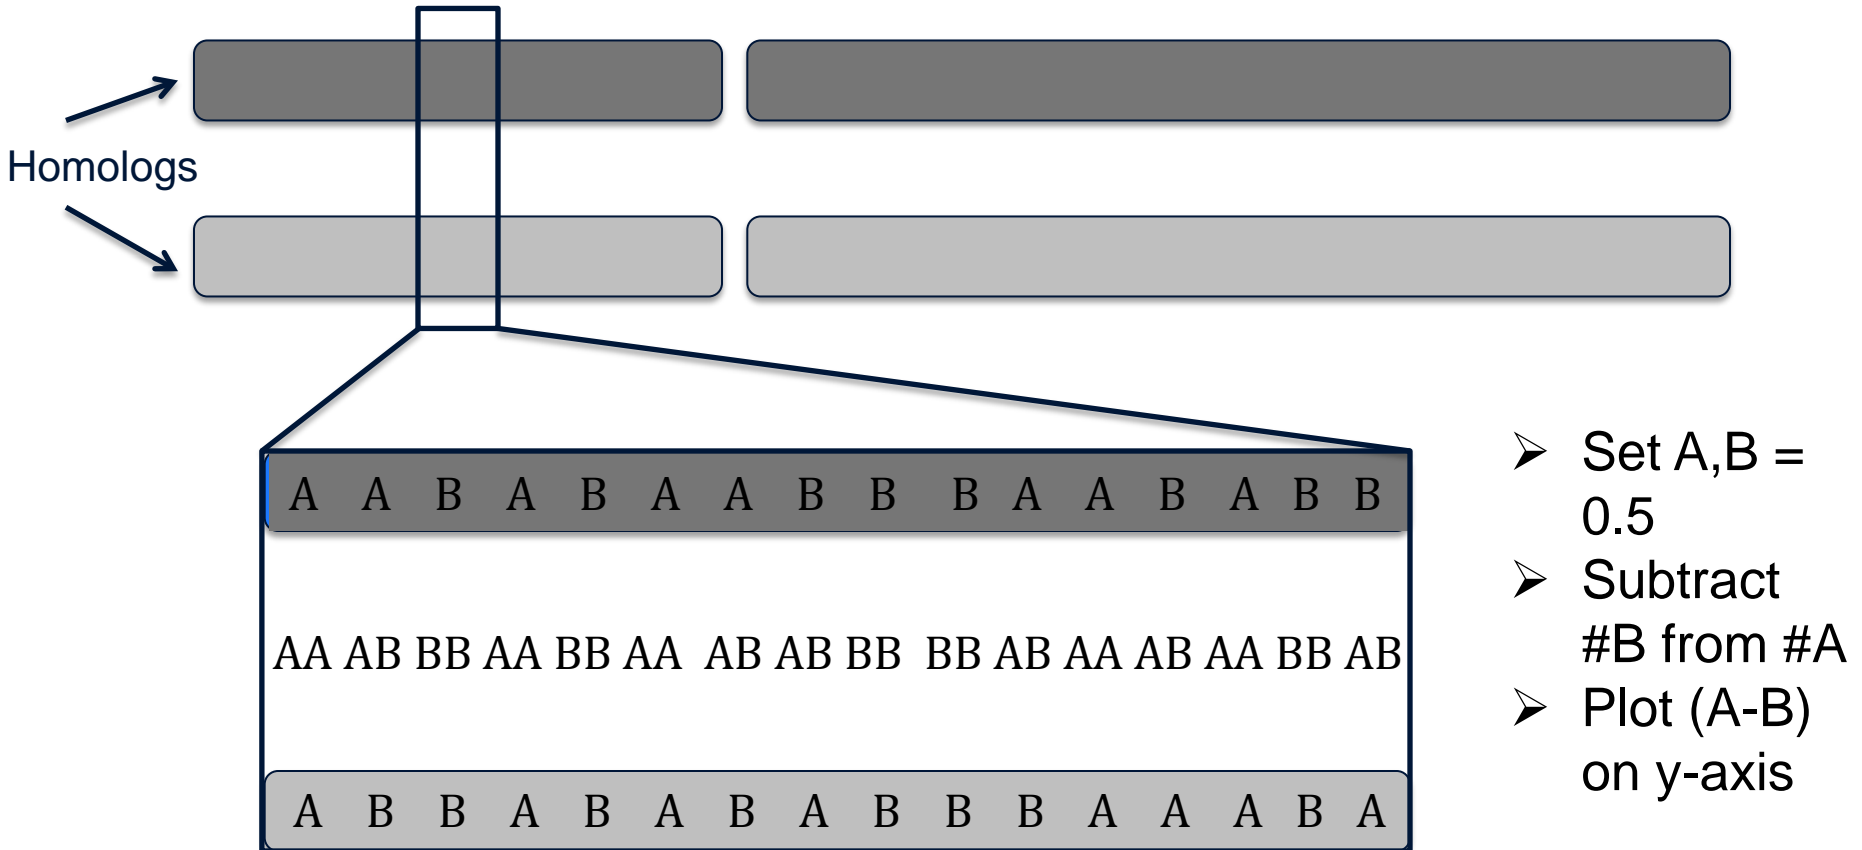 Homologs
A A B A B A A B B B A A B A B B
AA AB BB AA BB AA AB AB BB BB AB AA AB AA BB AB
A B B A B A B A B B B A A A B A
➢ Set A,B =
0.5
➢ Subtract
#B from #A
➢ Plot (A-B)
on y-axis